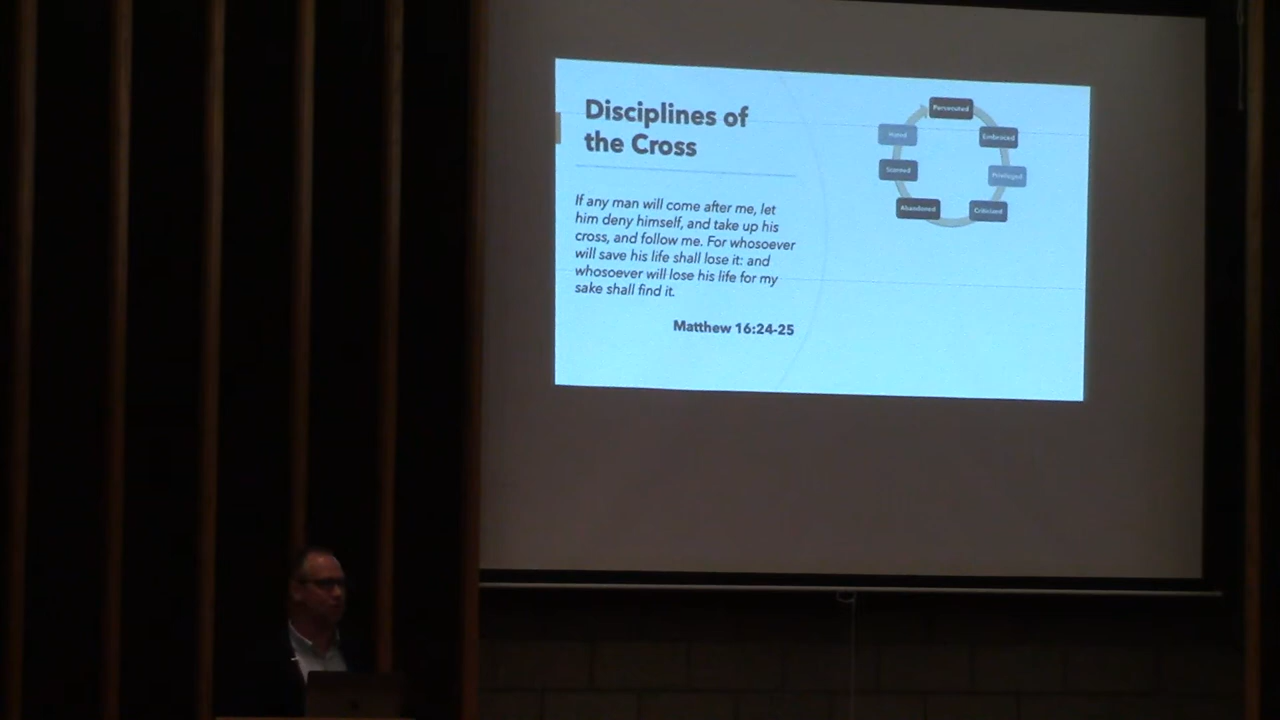 Disciplines of
the Cross
If any man will come after me, let
him deny himself, and take up his
cross, and follow me. For whosoever
will save his life shall lose it: and
whosoever will lose his life for my
sake shall find it.
Matthew 16:24-25
Persecuted
Embraced
Privileged
Criticized
Abandoned